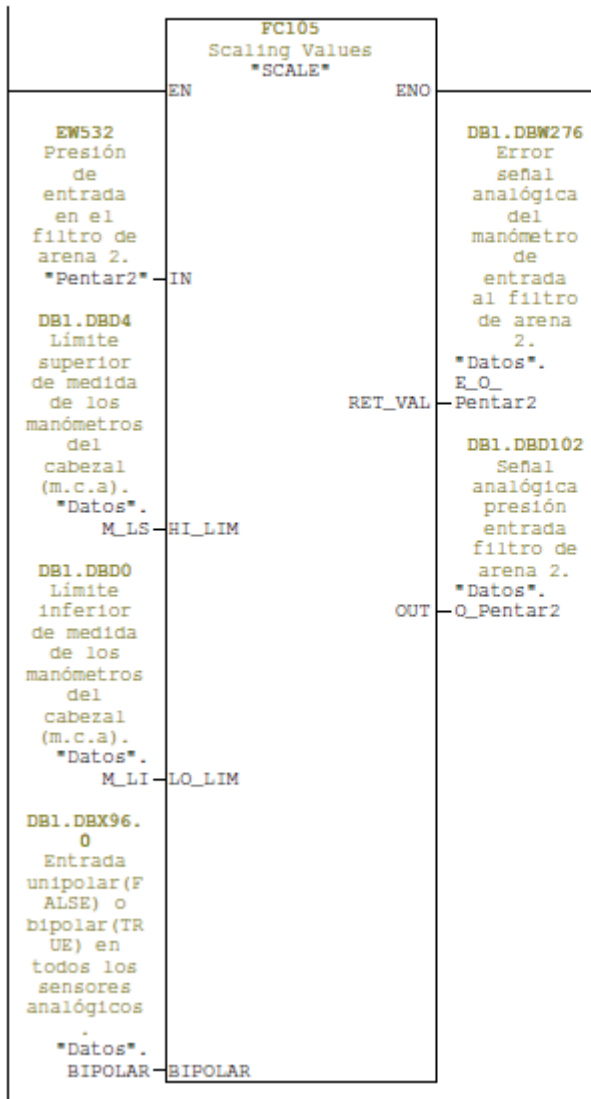 FC105
Scaling Values
"SCALE"
EN
ENO
EW532
Presión
de
entrada
en el
filtro de
arena 2.
"Pentar2"
IN
DB1.DBD4
Límite
superior
de medida
de los
manómetros
del
cabezal
(m.c.a).
"Datos".
M_LS
HI_LIM
DB1.DBD0
Límite
inferior
de medida
de los
manómetros
del
cabezal
(m.c.a).
"Datos".
M_LI
LO_LIM
DB1.DBX96.
0
Entrada
unipolar(F
ALSE) o
bipolar(TR
UE) en
todos los
sensores
analógicos
.
"Datos".
BIPOLAR
BIPOLAR
DB1.DBW276
Error
señal
analógica
del
manómetro
de
entrada
al filtro
de arena
2.
"Datos".
E_O_
RET_VAL
Pentar2
DB1.DBD102
Señal
analógica
presión
entrada
filtro de
arena 2.
"Datos".
OUT
O_Pentar2